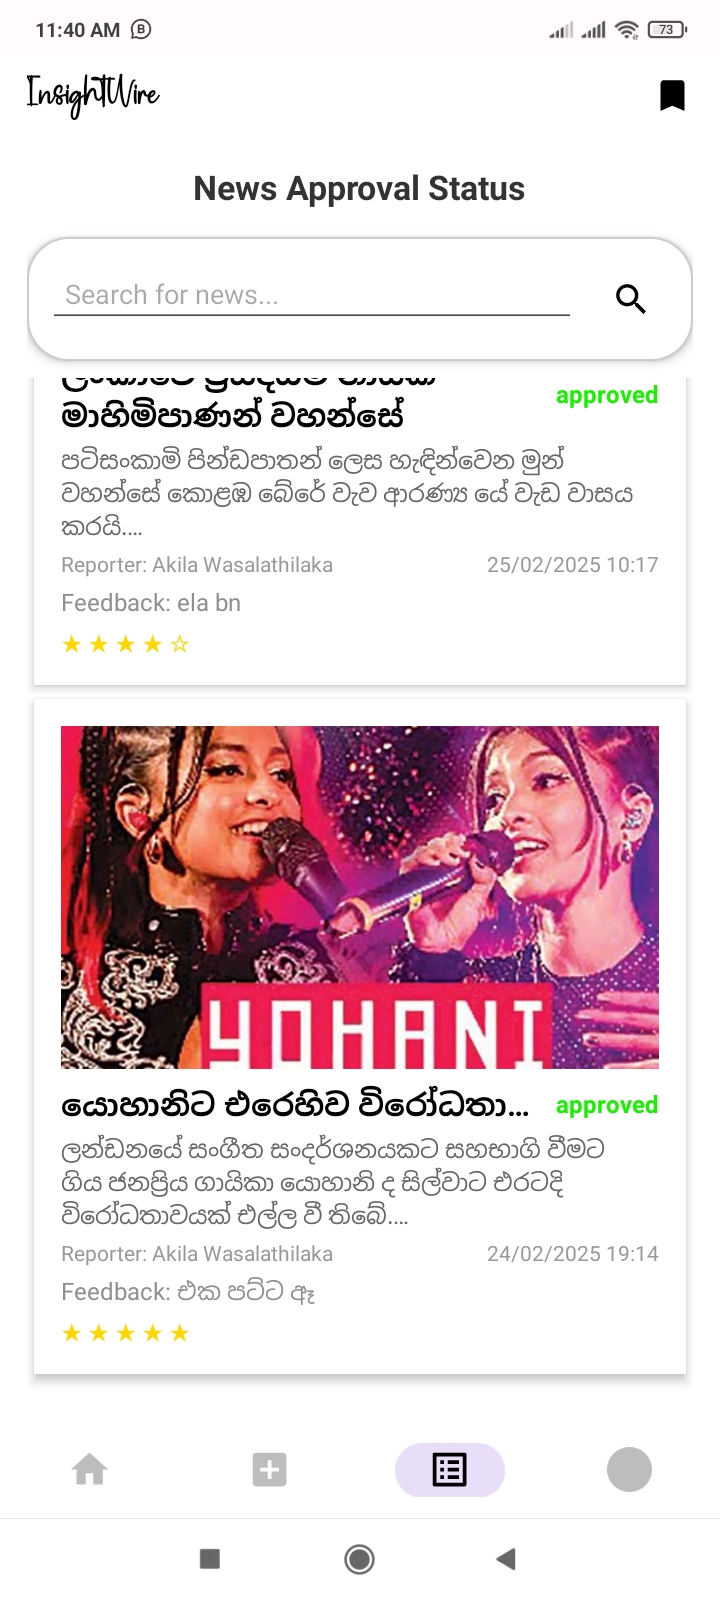 11:40 AM
73
InsightWire
News Approval Status
Search for news...
approved
මාහිමිපාණන් වහන්සේ
පටිසංකාමි පින්ඩපාතන් ලෙස හැඳින්වෙන මුන්
වහන්සේ කොළඹ බේරේ වැව ආරණ්‍ය යේ වැඩ වාසය
කරයි....
Reporter: Akila Wasalathilaka 25/02/2025 10:17
Feedback: ela bn
YOHANI
යොහානිට එරෙහිව විරෝධතා... approved
ලන්ඩනයේ සංගීත සංදර්ශනයකට සහභාගි වීමට
ගිය ජනප්‍රිය ගායිකා යොහානි ද සිල්වාට එරටදි
විරෝධතාවයක් එල්ල වී තිබේ....
Reporter: Akila Wasalathilaka 24/02/2025 19:14
Feedback: එක පට්ට ඈ